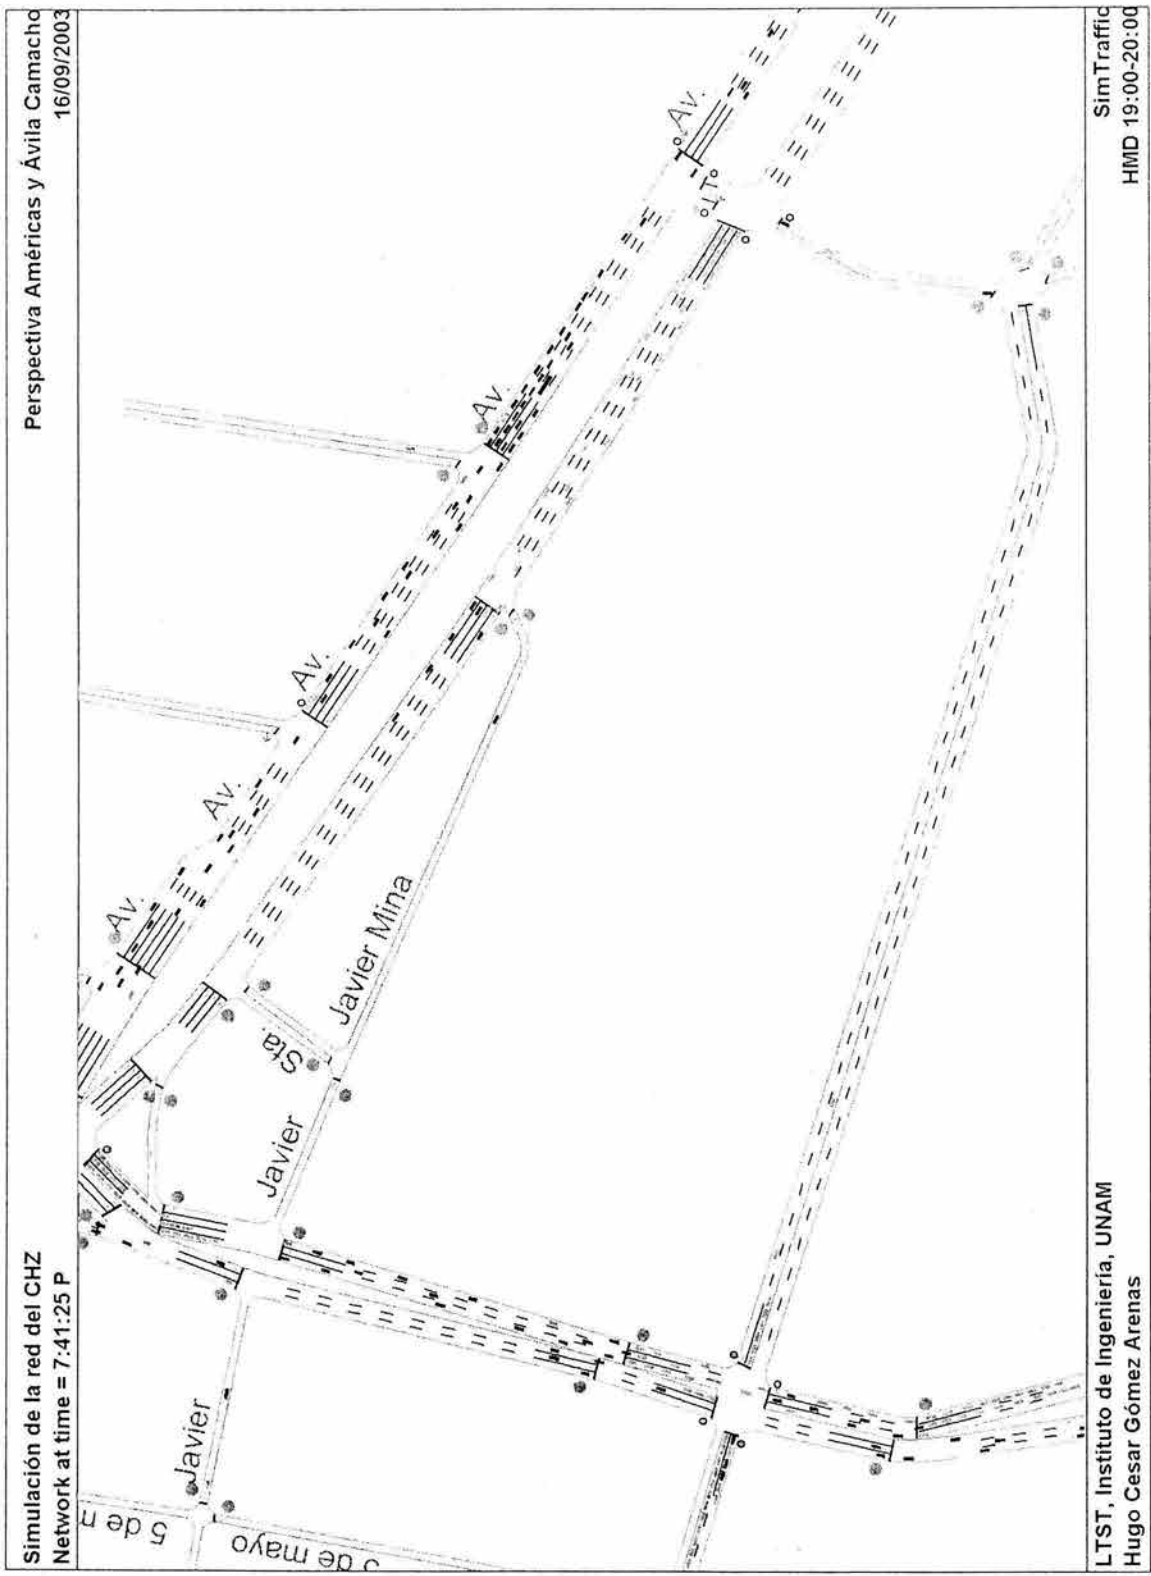 Simulación de la red del CHZ
Network at time = 7:41:25 P
Perspectiva Américas y Ávila Camacho
16/09/2003
Av.
Av.
Av.
Av.
Av.
Sta.
Javier Mina
Javier
Javier
5 de
de mayo
LTST, Instituto de Ingeniería, UNAM
Hugo Cesar Gómez Arenas
SimTraffic
HMD 19:00-20:00